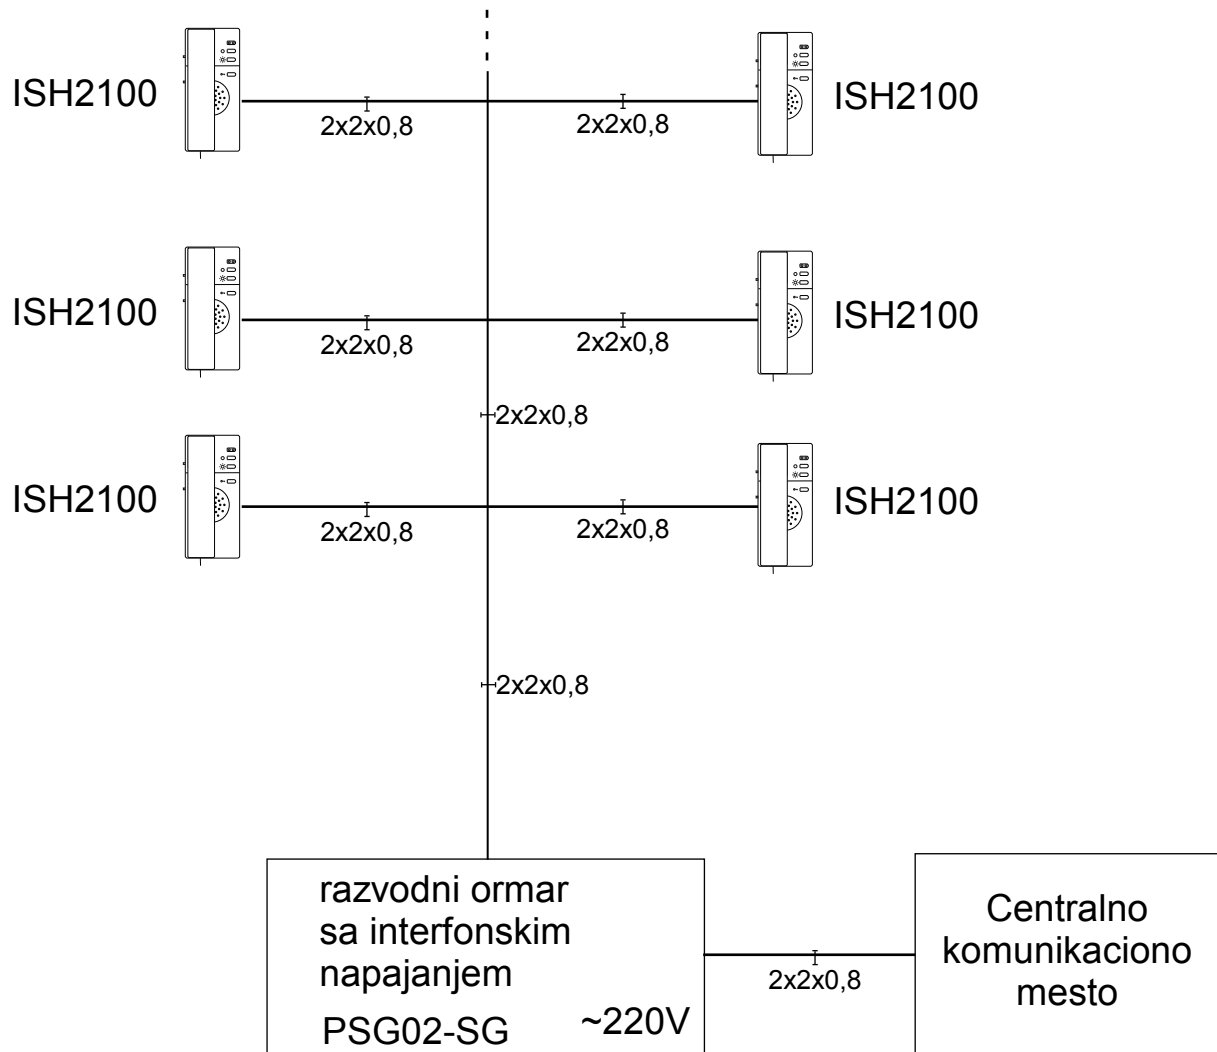 ISH2100
ISH2100
2x2x0,8
2x2x0,8
ISH2100
ISH2100
2x2x0,8
2x2x0,8
2x2x0,8
ISH2100
ISH2100
2x2x0,8
2x2x0,8
2x2x0,8
razvodni ormar
sa interfonskim
napajanjem
PSG02-SG
~220V
2x2x0,8
Centralno
komunikaciono
mesto